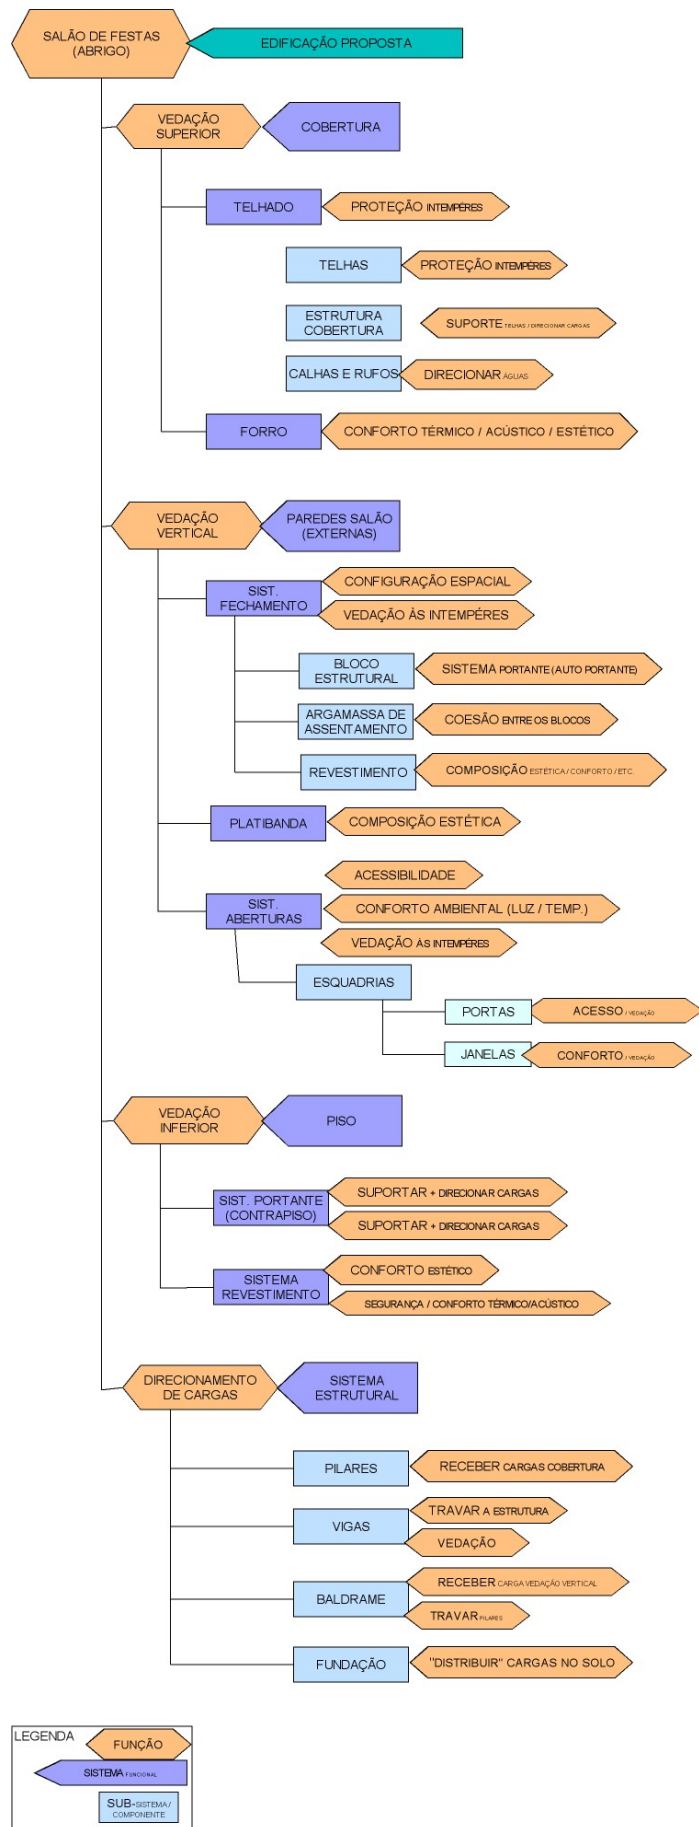 SALÃO DE FESTAS
(ABRIGO)
EDIFICAÇÃO PROPOSTA
VEDAÇÃO
SUPERIOR
COBERTURA
TELHADO
PROTEÇÃO INTEMPÉRES
TELHAS
PROTEÇÃO INTEMPÉRES
ESTRUTURA
COBERTURA
SUPORTE TELHAS / DIRECIONAR CARGAS
CALHAS E RUFOS
DIRECIONAR ÁGUAS
FORRO
CONFORTO TÉRMICO / ACÚSTICO / ESTÉTICO
VEDAÇÃO
VERTICAL
PAREDES SALÃO
(EXTERNAS)
SIST.
FECHAMENTO
CONFIGURAÇÃO ESPACIAL
VEDAÇÃO ÀS INTEMPÉRES
BLOCO
ESTRUTURAL
SISTEMA PORTANTE (AUTO PORTANTE)
ARGAMASSA DE
ASSENTAMENTO
COESÃO ENTRE OS BLOCOS
REVESTIMENTO
COMPOSIÇÃO ESTÉTICA / CONFORTO / ETC.
PLATIBANDA
COMPOSIÇÃO ESTÉTICA
SIST.
ABERTURAS
ACESSIBILIDADE
CONFORTO AMBIENTAL (LUZ / TEMP.)
VEDAÇÃO ÀS INTEMPÉRES
ESQUADRIAS
PORTAS
ACESSO / VEDAÇÃO
JANELAS
CONFORTO / VEDAÇÃO
VEDAÇÃO
INFERIOR
PISO
SIST. PORTANTE
(CONTRAPISO)
SUPORTAR + DIRECIONAR CARGAS
SUPORTAR + DIRECIONAR CARGAS
SISTEMA
REVESTIMENTO
CONFORTO ESTÉTICO
SEGURANÇA / CONFORTO TÉRMICO/ACÚSTICO
DIRECIONAMENTO
DE CARGAS
SISTEMA
ESTRUTURAL
PILARES
RECEBER CARGAS COBERTURA
VIGAS
TRAVAR A ESTRUTURA
VEDAÇÃO
BALDRAME
RECEBER CARGA VEDAÇÃO VERTICAL
TRAVAR PILARES
FUNDAÇÃO
"DISTRIBUIR" CARGAS NO SOLO
LEGENDA
FUNÇÃO
SISTEMA FUNCIONAL
SUB-SISTEMA /
COMPONENTE